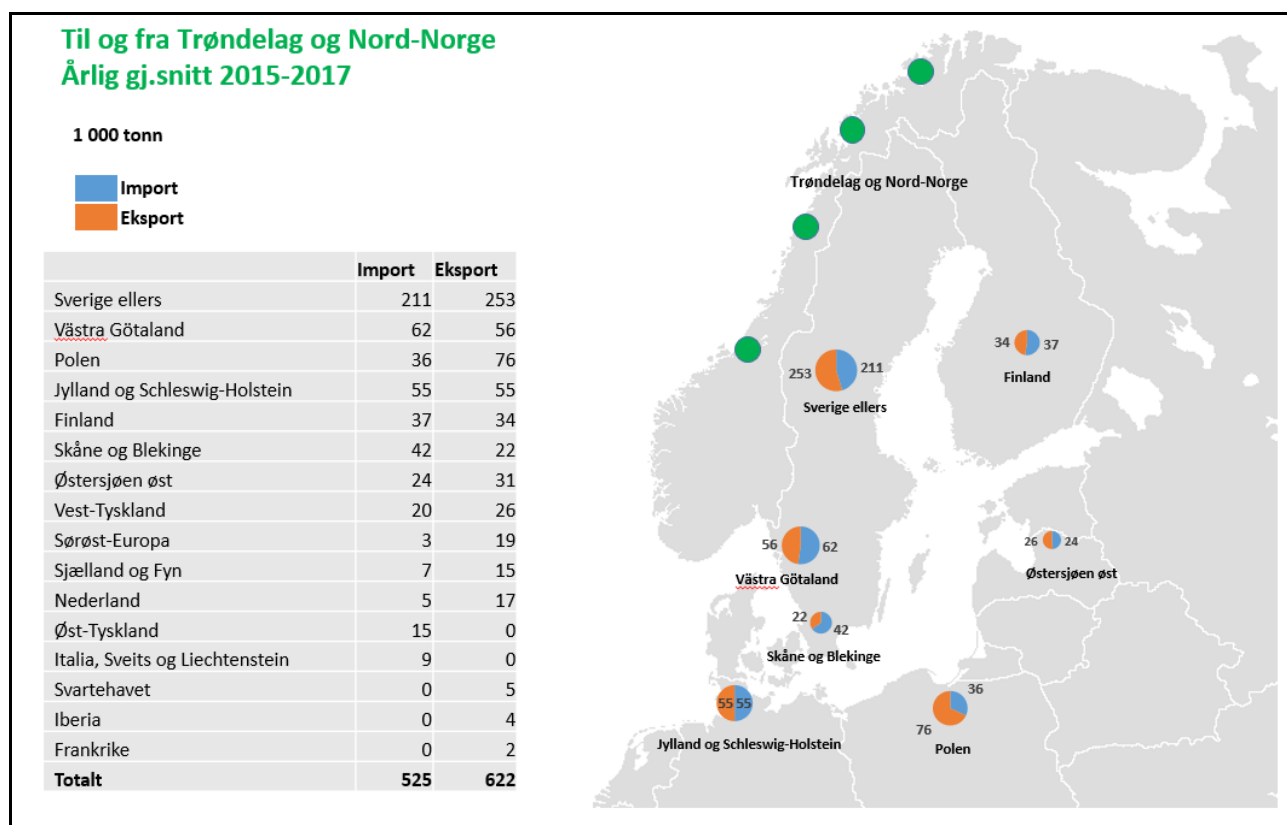 Til og fra Trøndelag og Nord-Norge
Årlig gj.snitt 2015-2017
1 000 tonn
Import
Eksport
Import Eksport
Sverige ellers 211 253
Västra Götaland 62 56
Polen 36 76
Jylland og Schleswig-Holstein 55 55
Finland 37 34
Skåne og Blekinge 42 22
Østersjøen øst 24 31
Vest-Tyskland 20 26
Sørøst-Europa 3 19
Sjælland og Fyn 7 15
Nederland 5 17
Øst-Tyskland 15 0
Italia, Sveits og Liechtenstein 9 0
Svartehavet 0 5
Iberia 0 4
Frankrike 0 2
Totalt 525 622
Trøndelag og Nord-Norge
34 37
Finland
253 211
Sverige ellers
56 62
Västra Götaland
26 24
Østersjøen øst
22 42
Skåne og Blekinge
55 55
Jylland og Schleswig-Holstein
36
76
Polen